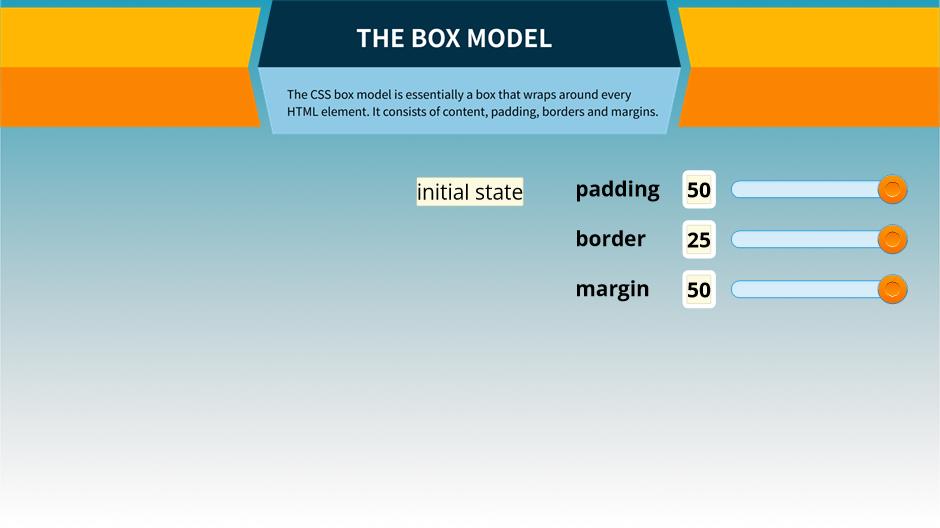 THE BOX MODEL
The CSS box model is essentially a box that wraps around every
HTML element. It consists of content, padding, borders and margins.
initial state
padding 50
border 25
margin 50